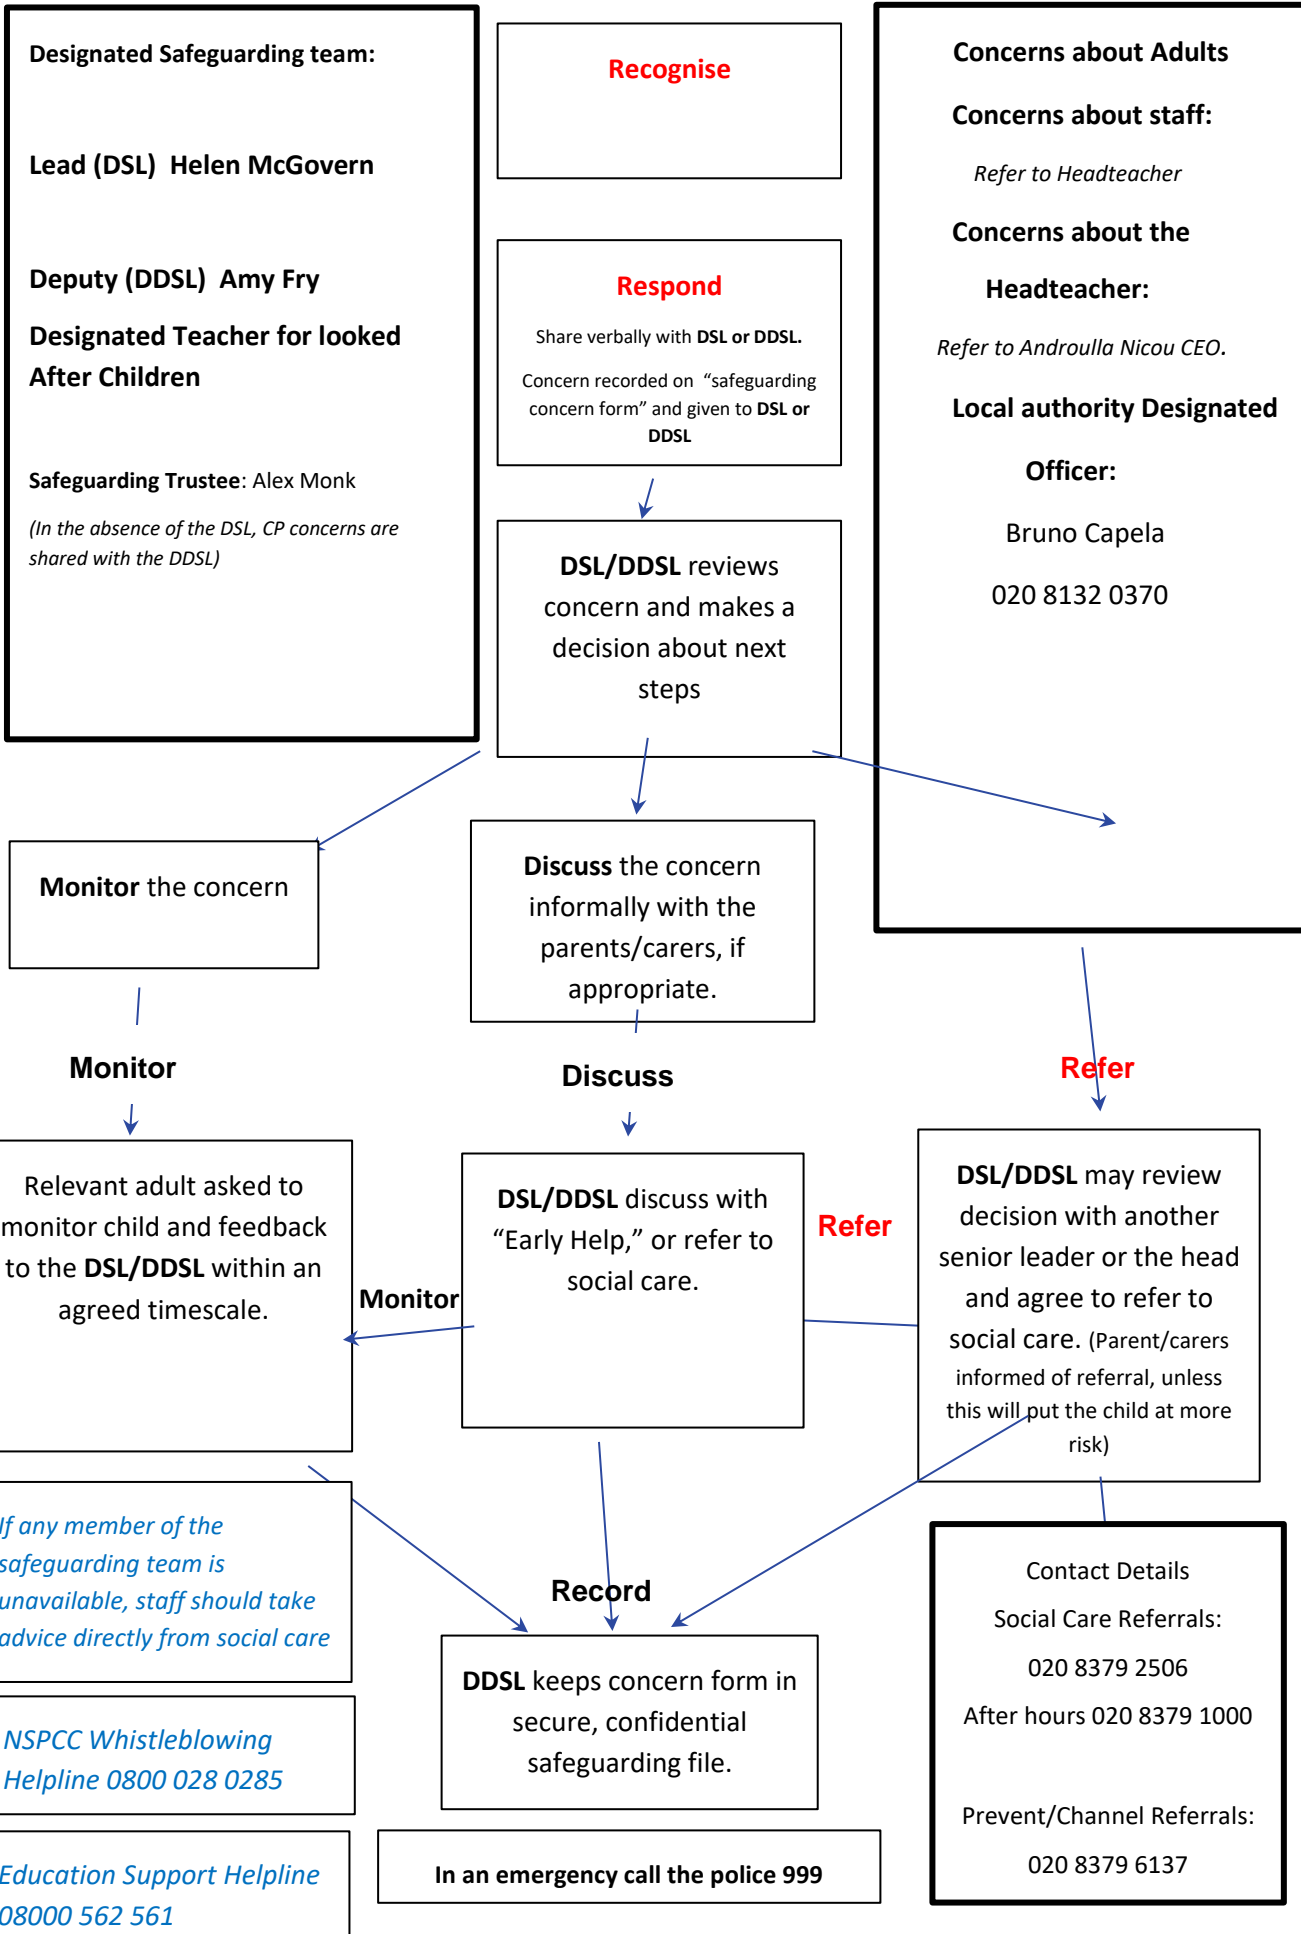 Designated Safeguarding team:
Lead (DSL)  Helen McGovern
Deputy (DDSL)  Amy Fry
Designated Teacher for looked
After Children
Safeguarding Trustee: Alex Monk
(In the absence of the DSL, CP concerns are
shared with the DDSL)
Recognise
Respond
Share verbally with DSL or DDSL.
Concern recorded on  “safeguarding
concern form” and given to DSL or
DDSL
DSL/DDSL reviews
concern and makes a
decision about next
steps
Concerns about Adults
Concerns about staff:
Refer to Headteacher
Concerns about the
Headteacher:
Refer to Androulla Nicou CEO.
Local authority Designated
Officer:
Bruno Capela
020 8132 0370
Monitor the concern
Discuss the concern
informally with the
parents/carers, if
appropriate.
Monitor
Discuss
Refer
Relevant adult asked to
monitor child and feedback
to the DSL/DDSL within an
agreed timescale.
Monitor
DSL/DDSL discuss with
“Early Help,” or refer to
social care.
Refer
DSL/DDSL may review
decision with another
senior leader or the head
and agree to refer to
social care. (Parent/carers
informed of referral, unless
this will put the child at more
risk)
If any member of the
safeguarding team is
unavailable, staff should take
advice directly from social care
NSPCC Whistleblowing
Helpline 0800 028 0285
Education Support Helpline
08000 562 561
Record
DDSL keeps concern form in
secure, confidential
safeguarding file.
In an emergency call the police 999
Contact Details
Social Care Referrals:
020 8379 2506
After hours 020 8379 1000
Prevent/Channel Referrals:
020 8379 6137